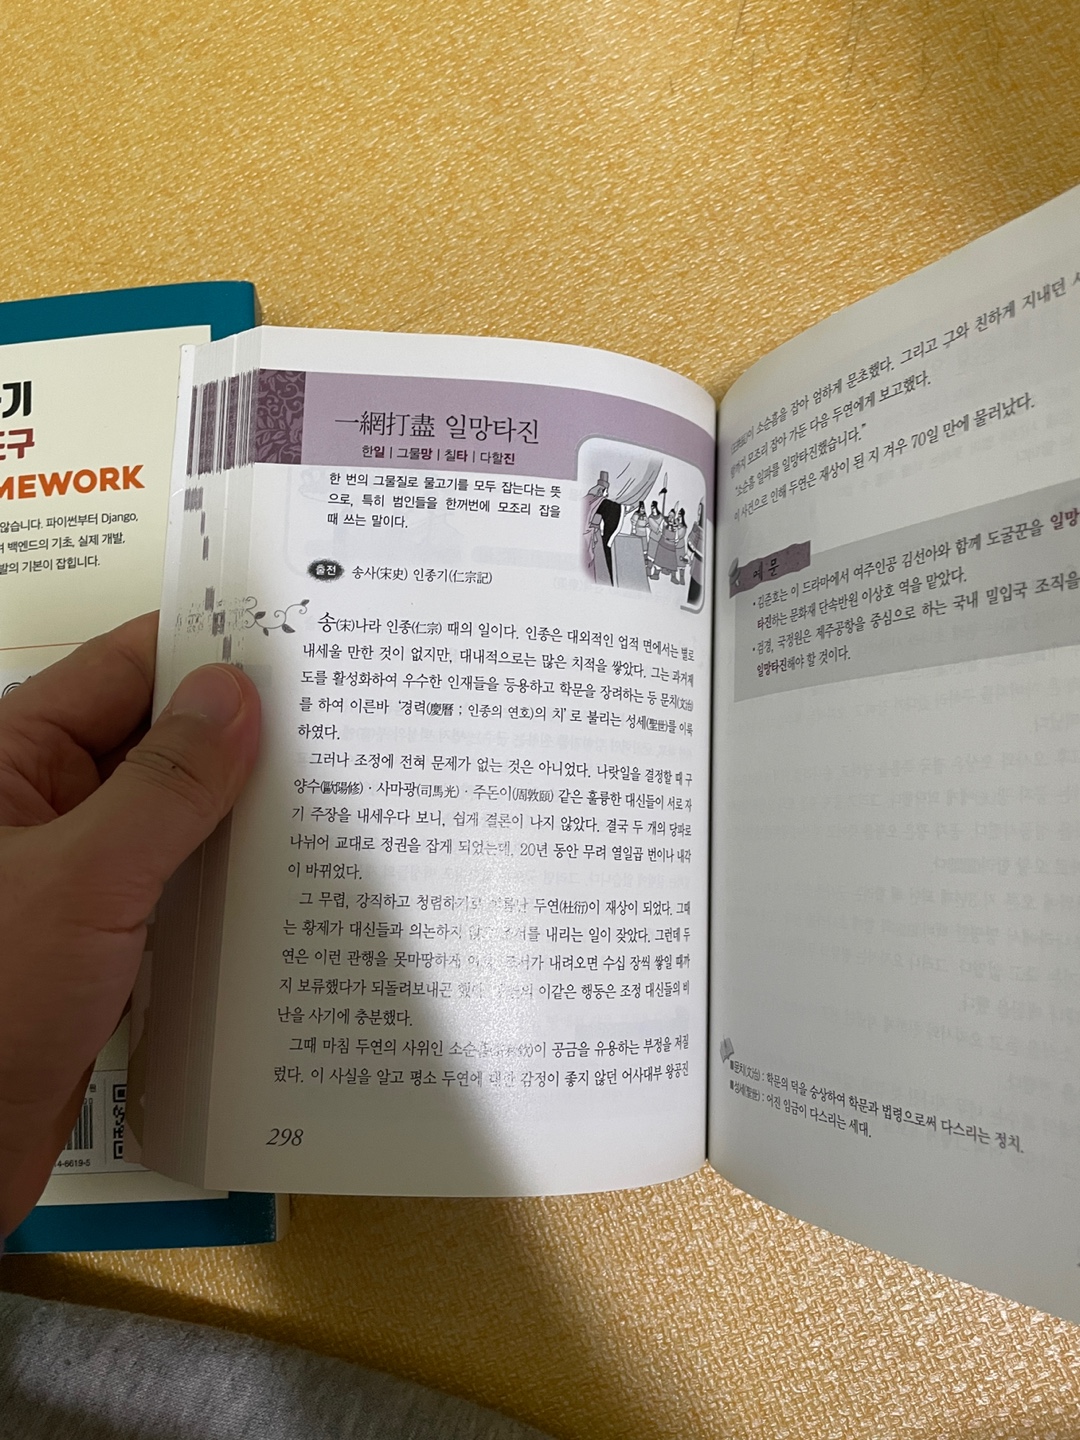 기
도구
MEWORK
않습니다. 파이썬부터 Django,
며 백엔드의 기초, 실제 개발,
발의 기본이 잡힙니다.
4-6619-5
一網打盡 일망타진
한일 | 그물망 | 칠타 | 다할진
한 번의 그물질로 물고기를 모두 잡는다는 뜻
으로, 특히 범인들을 한꺼번에 모조리 잡을
때 쓰는 말이다.
출전 송사(宋史) 인종기(仁宗記)
송(宋)나라 인종(仁宗) 때의 일이다. 인종은 대외적인 업적 면에서는 별로
내세울 만한 것이 없지만, 대내적으로는 많은 치적을 쌓았다. 그는 과거제
도를 활성화하여 우수한 인재들을 등용하고 학문을 장려하는 등 문치(文治)
를 하여 이른바 '경력(慶曆 ; 인종의 연호)의 치'로 불리는 성세(聖世)를 이룩
하였다.
그러나 조정에 전혀 문제가 없는 것은 아니었다. 나랏일을 결정할 때 구
양수(歐陽修)·사마광(司馬光)·주돈이(周敦頤) 같은 훌륭한 대신들이 서로 자
기 주장을 내세우다 보니, 쉽게 결론이 나지 않았다. 결국 두 개의 당파로
나뉘어 교대로 정권을 잡게 되었는데, 20년 동안 무려 열일곱 번이나 내각
이 바뀌었다.
그 무렵, 강직하고 청렴하기로 두연(杜衍)이 재상이 되었다. 그때
는 황제가 대신들과 의논하지 내리는 일이 잦았다. 그런데 두
연은 이런 관행을 못마땅하게 내려오면 수십 장씩 쌓일 때까
지 보류했다가 되돌려보내곤 이같은 행동은 조정 대신들의 비
난을 사기에 충분했다.
그때 마침 두연의 사위인 공금을 유용하는 부정을 저질
렀다. 이 사실을 알고 평소 두연에 대한 감정이 좋지 않던 어사대부 왕공진
298
소순흠을 잡아 엄하게 문초했다. 그리고 그와 친하게 지내던
모조리 잡아 가둔 다음 두연에게 보고했다.
"소순흠 일파를 일망타진했습니다."
이 사건으로 인해 두연은 재상이 된 지 겨우 70일 만에 물러났다.
예문
• 김준호는 이 드라마에서 여주인공 김선아와 함께 도굴꾼을 일망
타진하는 문화재 단속반원 이상호 역을 맡았다.
• 검경, 국정원은 제주공항을 중심으로 하는 국내 밀입국 조직을
일망타진해야 할 것이다.
■문치(文治) : 학문의 덕을 숭상하여 학문과 법령으로써 다스리는 정치.
■성세(聖世) : 어진 임금이 다스리는 세대.